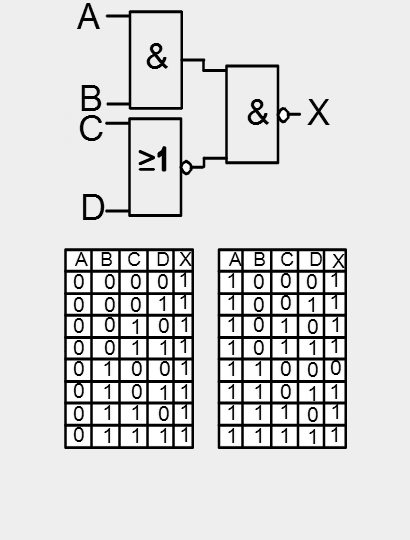 A
&
B
C
& X
≥1
D
A B C D X
0 0 0 0 1
0 0 0 1 1
0 0 1 0 1
0 0 1 1 1
0 1 0 0 1
0 1 0 1 1
0 1 1 0 1
0 1 1 1 1
A B C D X
1 0 0 0 1
1 0 0 1 1
1 0 1 0 1
1 0 1 1 1
1 1 0 0 0
1 1 0 1 1
1 1 1 0 1
1 1 1 1 1